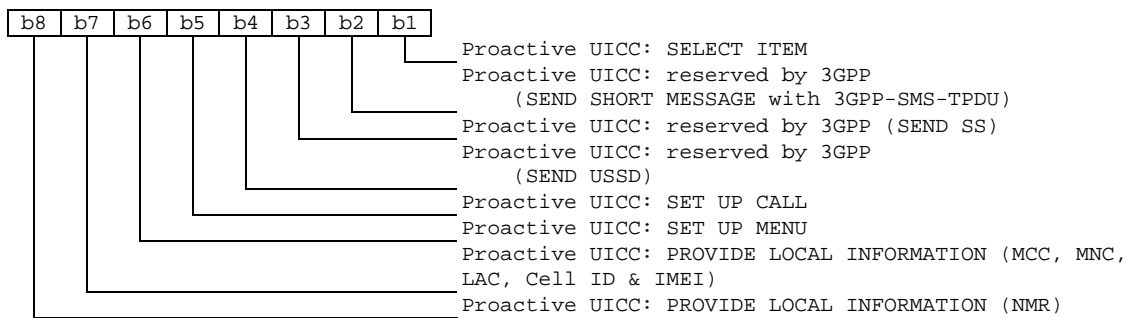 b8 b7 b6 b5 b4 b3 b2 b1
Proactive UICC: SELECT ITEM
Proactive UICC: reserved by 3GPP
(SEND SHORT MESSAGE with 3GPP-SMS-TPDU)
Proactive UICC: reserved by 3GPP (SEND SS)
Proactive UICC: reserved by 3GPP
(SEND USSD)
Proactive UICC: SET UP CALL
Proactive UICC: SET UP MENU
Proactive UICC: PROVIDE LOCAL INFORMATION (MCC, MNC,
LAC, Cell ID & IMEI)
Proactive UICC: PROVIDE LOCAL INFORMATION (NMR)